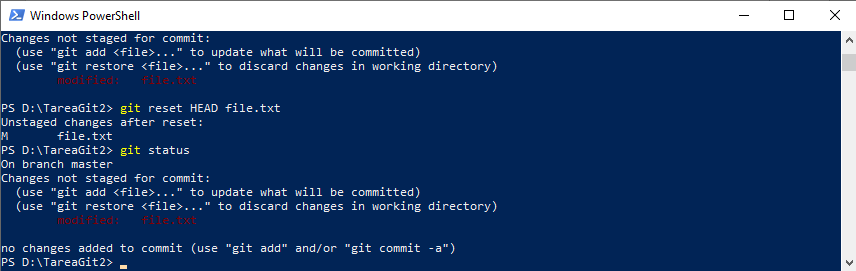 Windows PowerShell
Changes not staged for commit:
  (use "git add <file>..." to update what will be committed)
  (use "git restore <file>..." to discard changes in working directory)
        modified:   file.txt

PS D:\TareaGit2> git reset HEAD file.txt
Unstaged changes after reset:
M       file.txt
PS D:\TareaGit2> git status
On branch master
Changes not staged for commit:
  (use "git add <file>..." to update what will be committed)
  (use "git restore <file>..." to discard changes in working directory)
        modified:   file.txt

no changes added to commit (use "git add" and/or "git commit -a")
PS D:\TareaGit2>